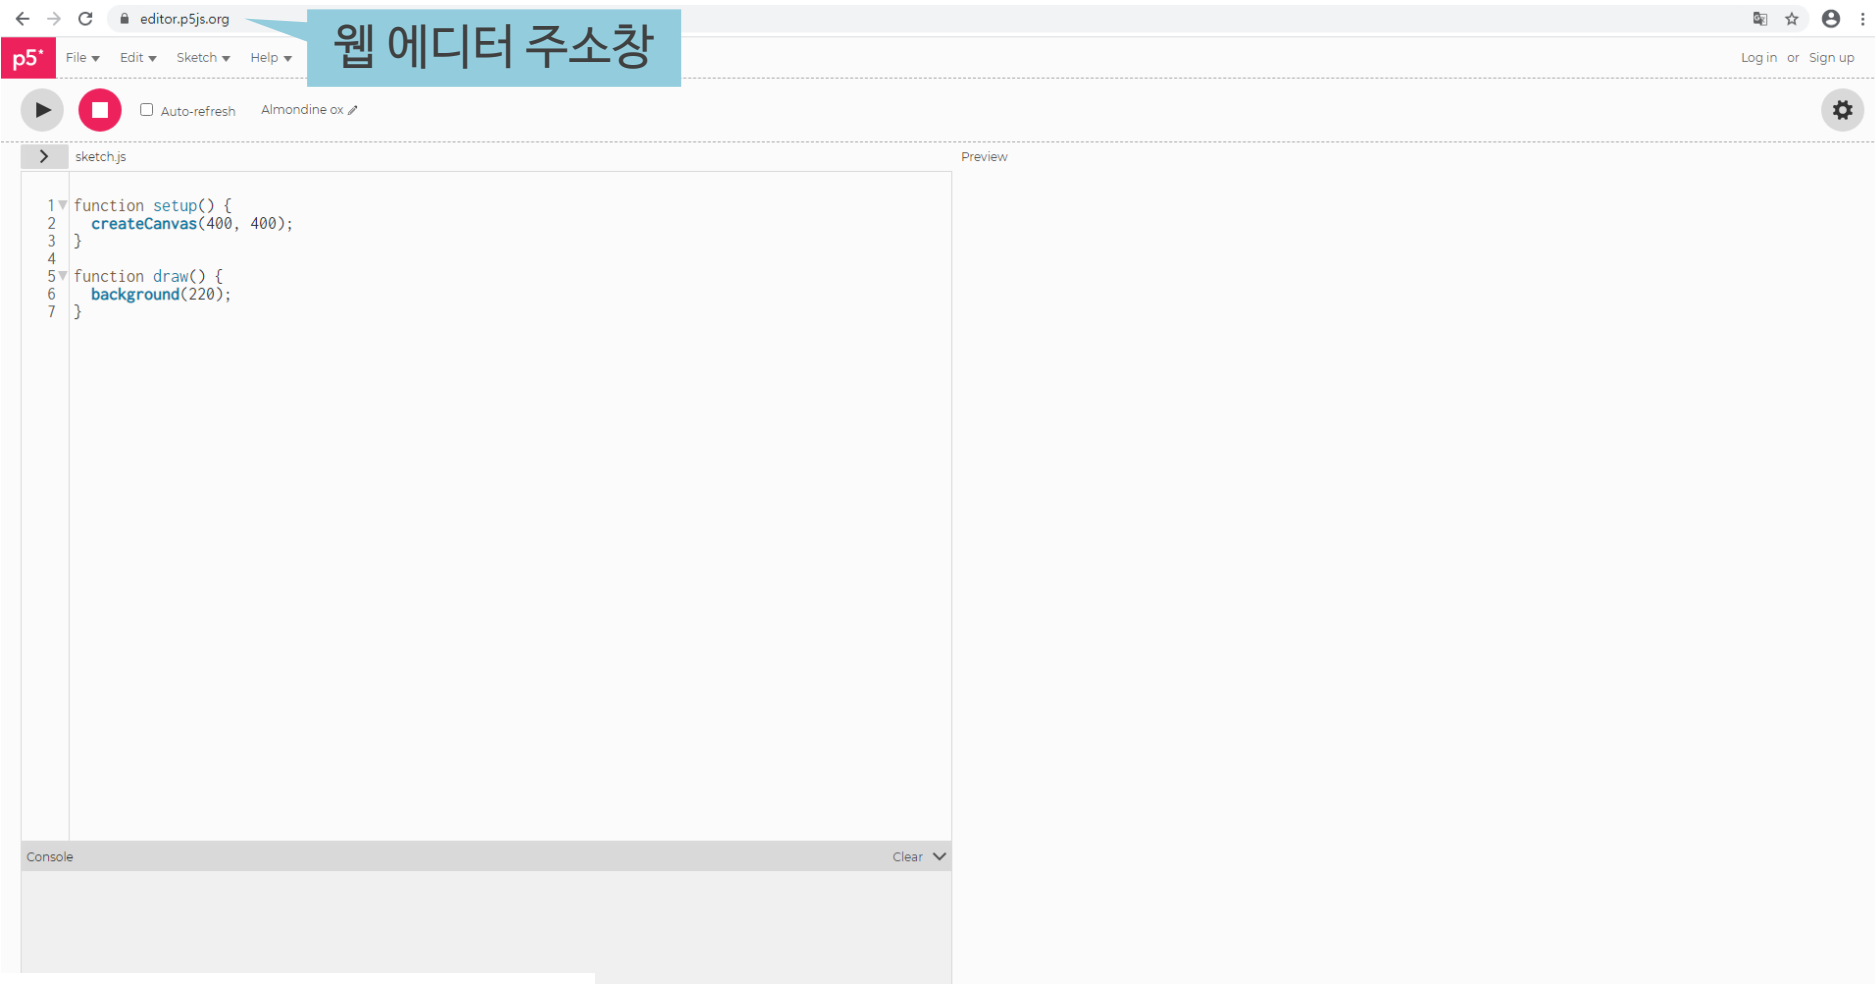 editor.p5js.org
웹 에디터 주소창
p5* File Edit Sketch Help Log in or Sign up
Auto-refresh Almondine ox
sketch.js Preview
1 function setup() {
2 createCanvas(400, 400);
3 }
4
5 function draw() {
6 background(220);
7 }
Console Clear